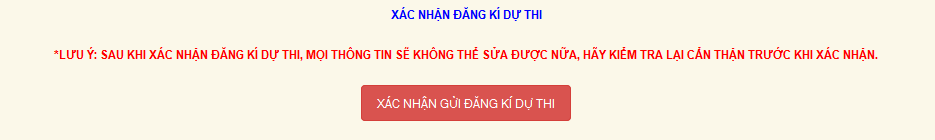 XÁC NHẬN ĐĂNG KÍ DỰ THI
*LƯU Ý: SAU KHI XÁC NHẬN ĐĂNG KÍ DỰ THI, MỌI THÔNG TIN SẼ KHÔNG THỂ SỬA ĐƯỢC NỮA, HÃY KIỂM TRA LẠI CẨN THẬN TRƯỚC KHI XÁC NHẬN.
XÁC NHẬN GỬI ĐĂNG KÍ DỰ THI